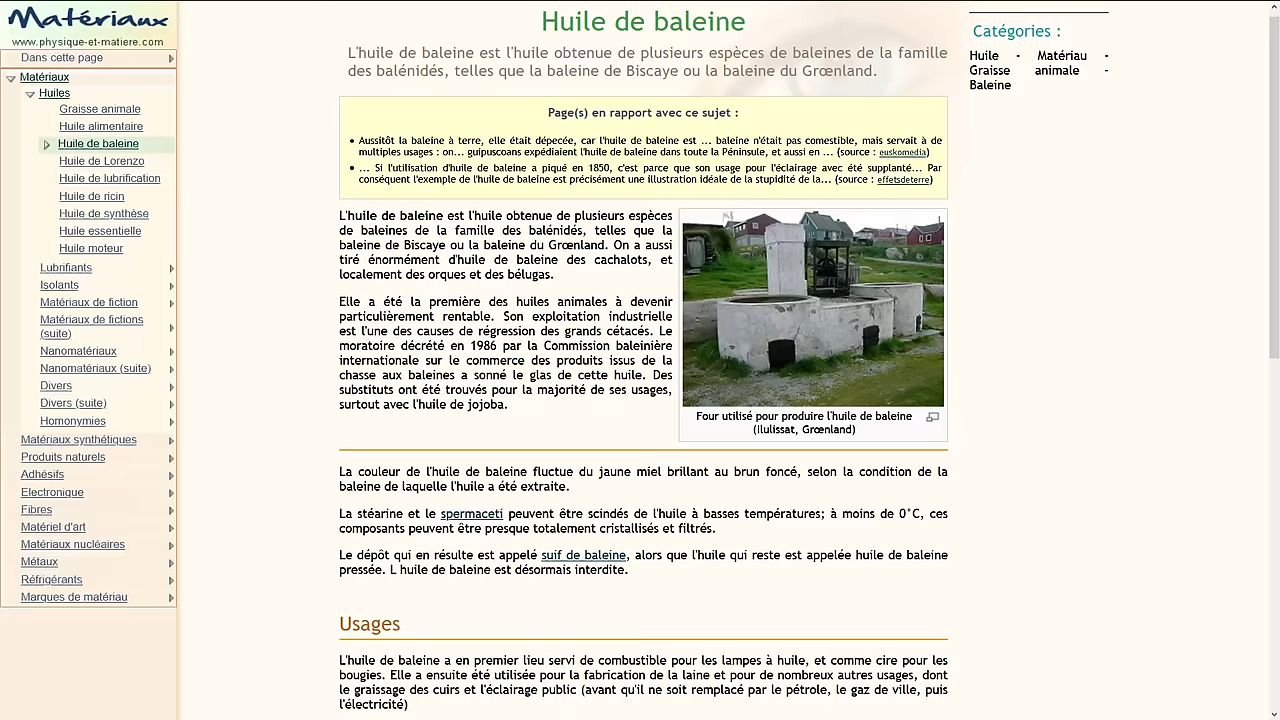 Matériaux
www.physique-et-matiere.com
Dans cette page
Matériaux
Huiles
Graisse animale
Huile alimentaire
Huile de baleine
Huile de Lorenzo
Huile de lubrification
Huile de ricin
Huile de synthèse
Huile essentielle
Huile moteur
Lubrifiants
Isolants
Matériaux de fiction
Matériaux de fictions
(suite)
Nanomatériaux
Nanomatériaux (suite)
Divers
Divers (suite)
Homonymies
Matériaux synthétiques
Produits naturels
Adhésifs
Electronique
Fibres
Matériel d'art
Matériaux nucléaires
Métaux
Réfrigérants
Marques de matériau
Huile de baleine
L'huile de baleine est l'huile obtenue de plusieurs espèces de baleines de la famille
des balénidés, telles que la baleine de Biscaye ou la baleine du Grœnland.
Page(s) en rapport avec ce sujet :
• Aussitôt la baleine à terre, elle était dépecée, car l'huile de baleine est ... baleine n'était pas comestible, mais servait à de
multiples usages : on... guipuscoans expédiaient l'huile de baleine dans toute la Péninsule, et aussi en ... (source : euskomedia)
• ... Si l'utilisation d'huile de baleine a piqué en 1850, c'est parce que son usage pour l'éclairage avec été supplanté... Par
conséquent l'exemple de l'huile de baleine est précisément une illustration idéale de la stupidité de la... (source : effetsdeterre)
L'huile de baleine est l'huile obtenue de plusieurs espèces
de baleines de la famille des balénidés, telles que la
baleine de Biscaye ou la baleine du Grœnland. On a aussi
tiré énormément d'huile de baleine des cachalots, et
localement des orques et des bélugas.
Elle a été la première des huiles animales à devenir
particulièrement rentable. Son exploitation industrielle
est l'une des causes de régression des grands cétacés. Le
moratoire décrété en 1986 par la Commission baleinière
internationale sur le commerce des produits issus de la
chasse aux baleines a sonné le glas de cette huile. Des
substituts ont été trouvés pour la majorité de ses usages,
surtout avec l'huile de jojoba.
Four utilisé pour produire l'huile de baleine
(Ilulissat, Grœnland)
La couleur de l'huile de baleine fluctue du jaune miel brillant au brun foncé, selon la condition de la
baleine de laquelle l'huile a été extraite.
La stéarine et le spermaceti peuvent être scindés de l'huile à basses températures; à moins de 0°C, ces
composants peuvent être presque totalement cristallisés et filtrés.
Le dépôt qui en résulte est appelé suif de baleine, alors que l'huile qui reste est appelée huile de baleine
pressée. L huile de baleine est désormais interdite.
Usages
L'huile de baleine a en premier lieu servi de combustible pour les lampes à huile, et comme cire pour les
bougies. Elle a ensuite été utilisée pour la fabrication de la laine et pour de nombreux autres usages, dont
le graissage des cuirs et l'éclairage public (avant qu'il ne soit remplacé par le pétrole, le gaz de ville, puis
l'électricité)
Catégories :
Huile - Matériau -
Graisse animale -
Baleine